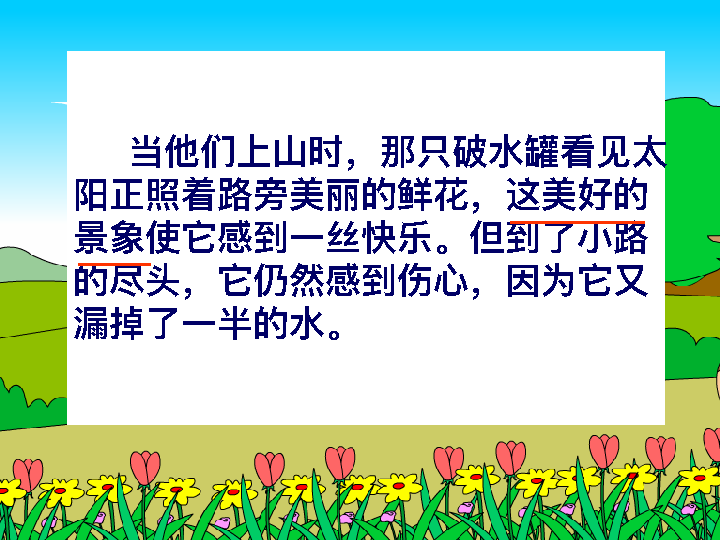 当他们上山时，那只破水罐看见太
阳正照着路旁美丽的鲜花，这美好的
景象使它感到一丝快乐。但到了小路
的尽头，它仍然感到伤心，因为它又
漏掉了一半的水。